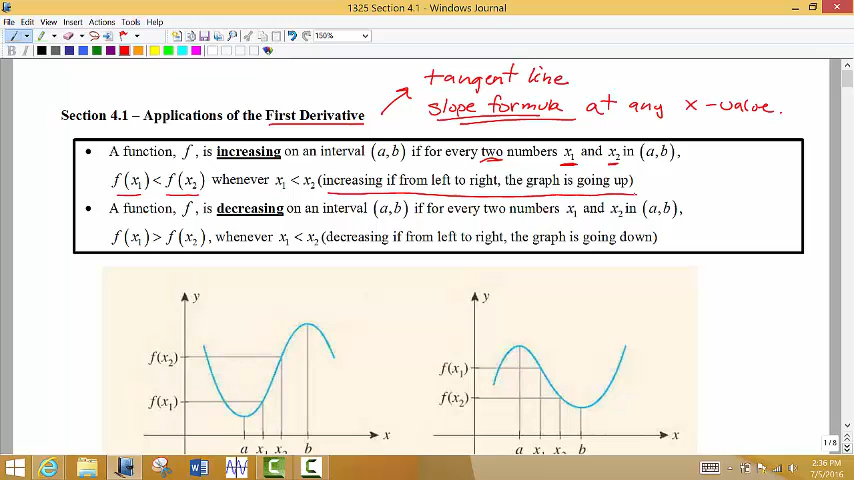 1325 Section 4.1 - Windows Journal
File Edit View Insert Actions Tools Help
150%
B I
tangent line
Section 4.1 – Applications of the First Derivative
slope formula at any x-value.
• A function, f, is increasing on an interval (a,b) if for every two numbers x₁ and x₂ in (a,b),
f(x₁) < f(x₂) whenever x₁ < x₂ (increasing if from left to right, the graph is going up)
• A function, f, is decreasing on an interval (a,b) if for every two numbers x₁ and x₂ in (a,b),
f(x₁) > f(x₂), whenever x₁ < x₂ (decreasing if from left to right, the graph is going down)
y
f(x₂)
f(x₁)
x
a x₁ x₂ b
y
f(x₁)
f(x₂)
x
a x₁ x₂ b
1/8
2:36 PM
7/5/2016